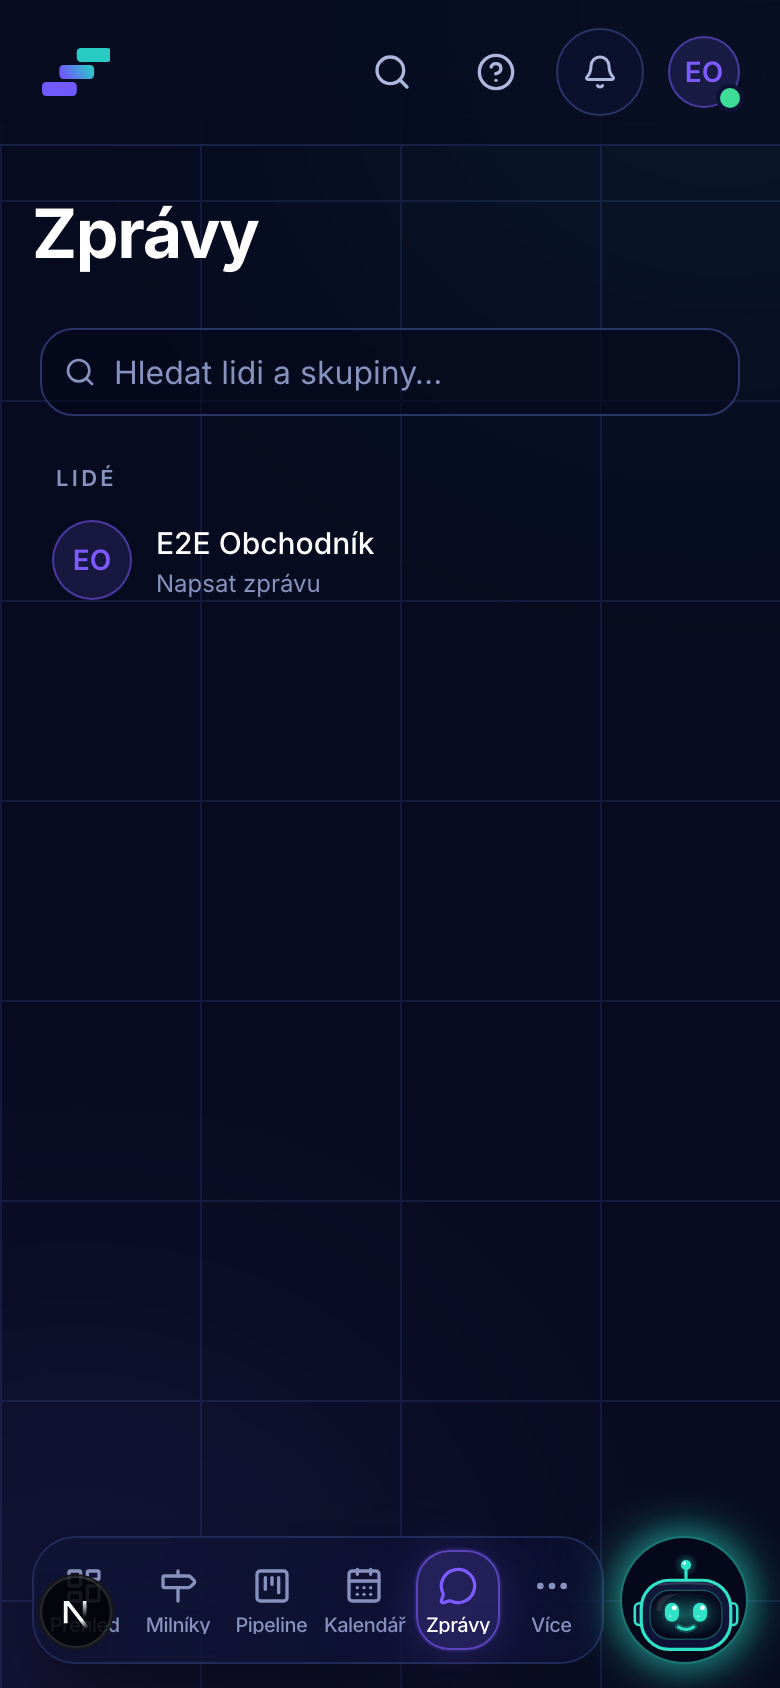 EO
Zprávy
Hledat lidi a skupiny...
LIDÉ
EO
E2E Obchodník
Napsat zprávu
N
Milníky
Pipeline
Kalendář
Zprávy
Více